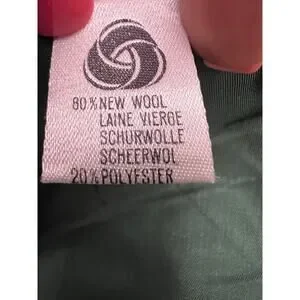 80% NEW WOOL
LAINE VIERGE
SCHURWOLLE
SCHEERWOL
20% POLYESTER